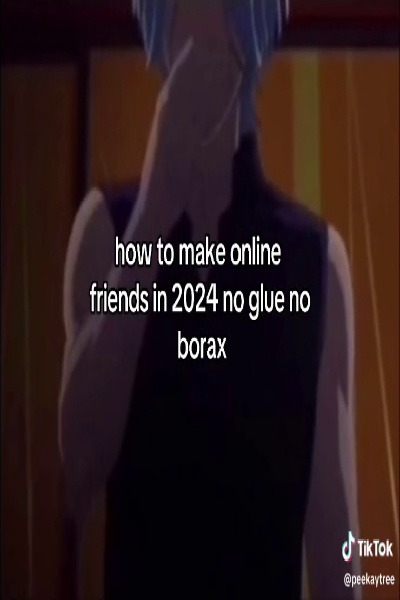 how to make online
friends in 2024 no glue no
borax
TikTok
@peekaytree